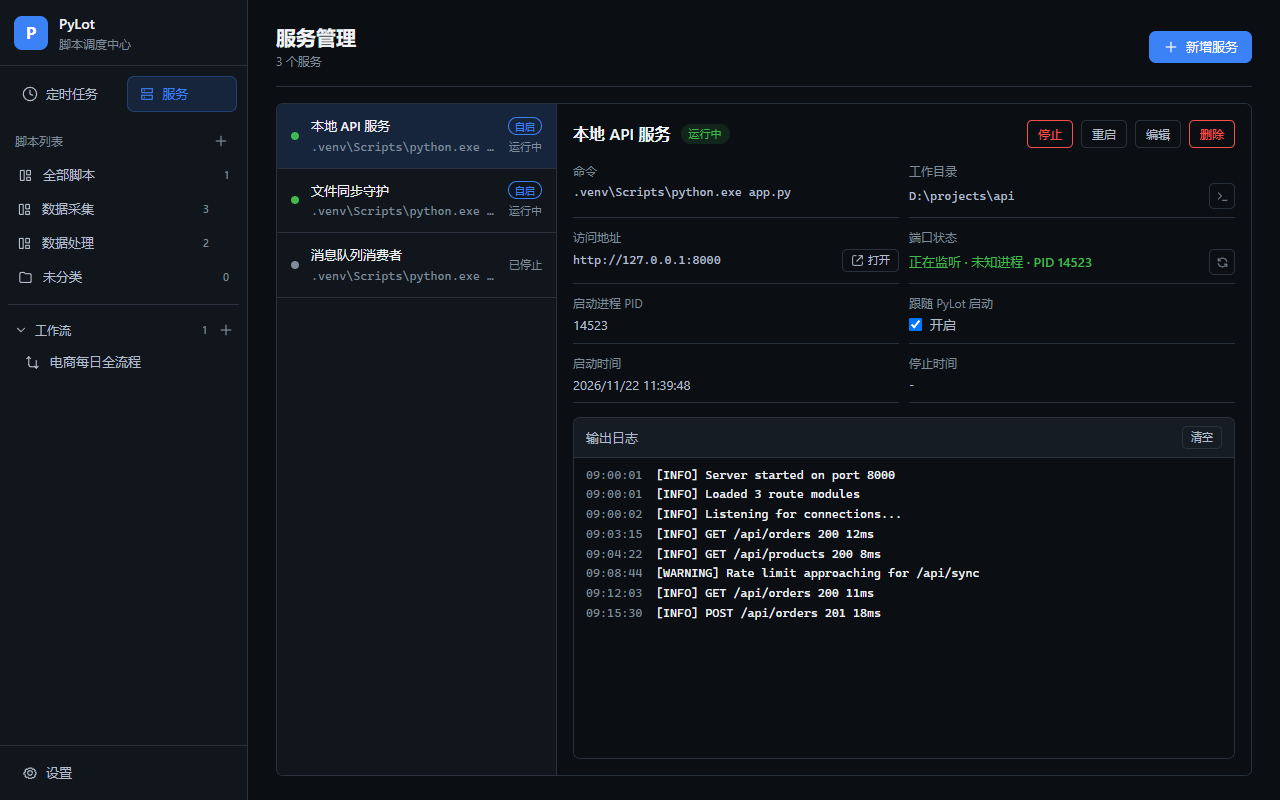 P
PyLot
脚本调度中心
定时任务
服务
脚本列表
全部脚本 1
数据采集 3
数据处理 2
未分类 0
工作流 1
电商每日全流程
设置
服务管理
3 个服务
新增服务
本地 API 服务 自启
.venv\Scripts\python.exe … 运行中
文件同步守护 自启
.venv\Scripts\python.exe … 运行中
消息队列消费者
.venv\Scripts\python.exe … 已停止
本地 API 服务 运行中
停止 重启 编辑 删除
命令
.venv\Scripts\python.exe app.py
工作目录
D:\projects\api
访问地址
http://127.0.0.1:8000
打开
端口状态
正在监听 · 未知进程 · PID 14523
启动进程 PID
14523
跟随 PyLot 启动
开启
启动时间
2026/11/22 11:39:48
停止时间
-
输出日志 清空
09:00:01 [INFO] Server started on port 8000
09:00:01 [INFO] Loaded 3 route modules
09:00:02 [INFO] Listening for connections...
09:03:15 [INFO] GET /api/orders 200 12ms
09:04:22 [INFO] GET /api/products 200 8ms
09:08:44 [WARNING] Rate limit approaching for /api/sync
09:12:03 [INFO] GET /api/orders 200 11ms
09:15:30 [INFO] POST /api/orders 201 18ms